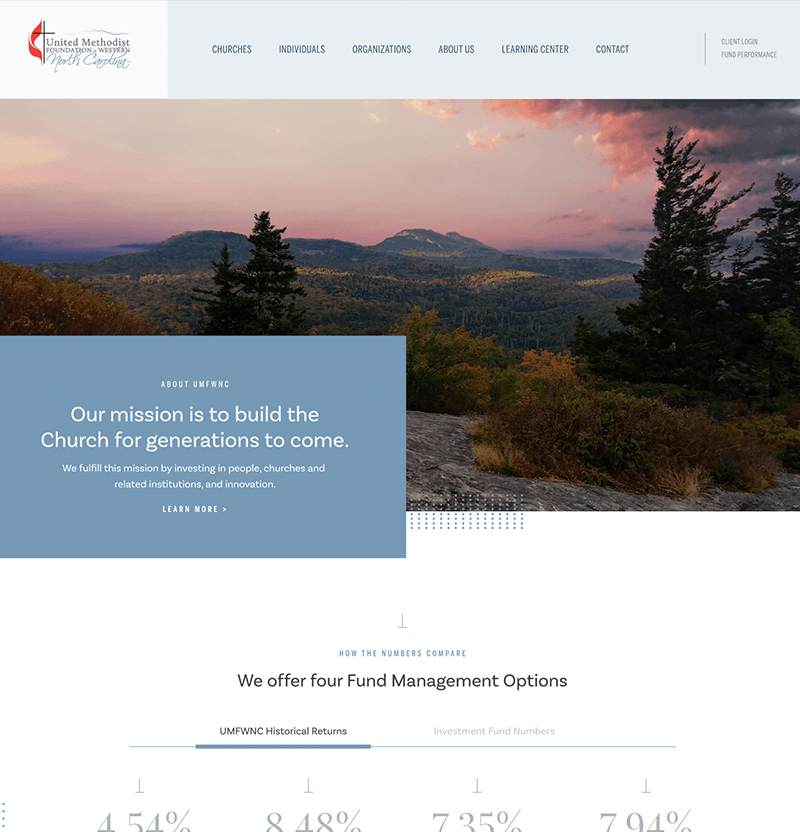 United Methodist
FOUNDATION of WESTERN
North Carolina
CHURCHES
INDIVIDUALS
ORGANIZATIONS
ABOUT US
LEARNING CENTER
CONTACT
CLIENT LOGIN
FUND PERFORMANCE
ABOUT UMFWNC
Our mission is to build the
Church for generations to come.
We fulfill this mission by investing in people, churches and
related institutions, and innovation.
LEARN MORE >
HOW THE NUMBERS COMPARE
We offer four Fund Management Options
UMFWNC Historical Returns
Investment Fund Numbers
4.54%
8.48%
7.35%
7.94%